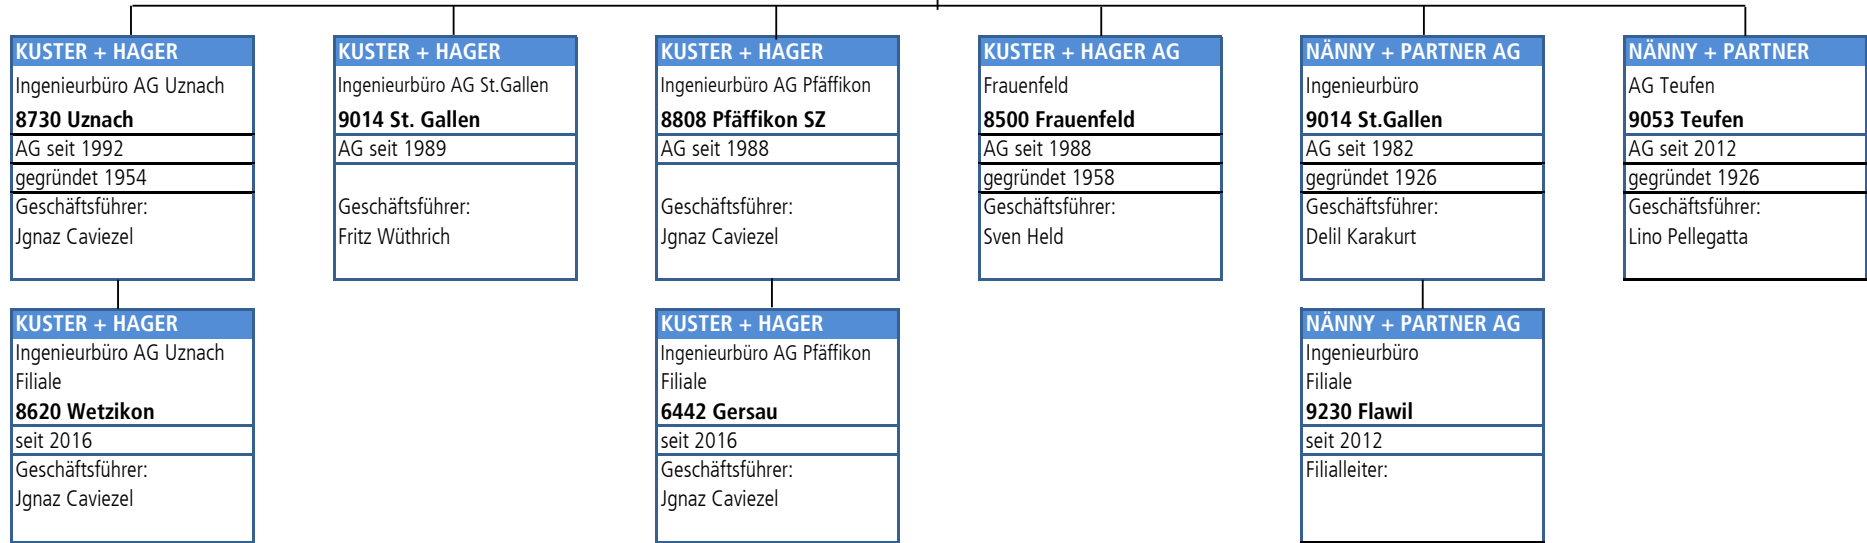 KUSTER + HAGER
Ingenieurbüro AG Uznach
8730 Uznach
AG seit 1992
gegründet 1954
Geschäftsführer:
Jgnaz Caviezel
KUSTER + HAGER
Ingenieurbüro AG St.Gallen
9014 St. Gallen
AG seit 1989
Geschäftsführer:
Fritz Wüthrich
KUSTER + HAGER
Ingenieurbüro AG Pfäffikon
8808 Pfäffikon SZ
AG seit 1988
Geschäftsführer:
Jgnaz Caviezel
KUSTER + HAGER AG
Frauenfeld
8500 Frauenfeld
AG seit 1988
gegründet 1958
Geschäftsführer:
Sven Held
NÄNNY + PARTNER AG
Ingenieurbüro
9014 St.Gallen
AG seit 1982
gegründet 1926
Geschäftsführer:
Delil Karakurt
NÄNNY + PARTNER
AG Teufen
9053 Teufen
AG seit 2012
gegründet 1926
Geschäftsführer:
Lino Pellegatta
KUSTER + HAGER
Ingenieurbüro AG Uznach
Filiale
8620 Wetzikon
seit 2016
Geschäftsführer:
Jgnaz Caviezel
KUSTER + HAGER
Ingenieurbüro AG Pfäffikon
Filiale
6442 Gersau
seit 2016
Geschäftsführer:
Jgnaz Caviezel
NÄNNY + PARTNER AG
Ingenieurbüro
Filiale
9230 Flawil
seit 2012
Filialleiter: